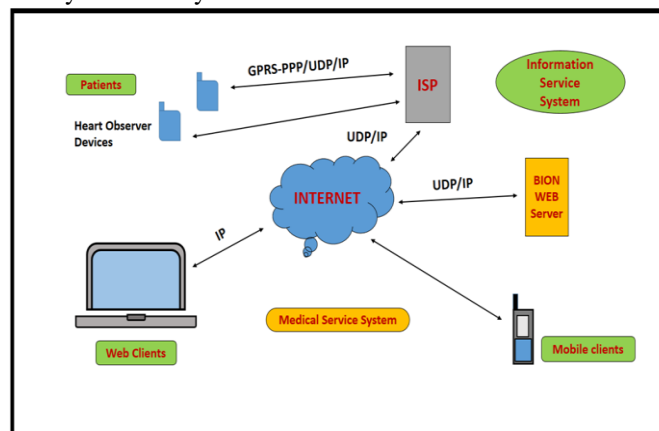 GPRS-PPP/UDP/IP
Patients
ISP
Information
Service
System
Heart Observer
Devices
UDP/IP
INTERNET
UDP/IP
BION
WEB
Server
IP
Medical Service System
Web Clients
Mobile clients